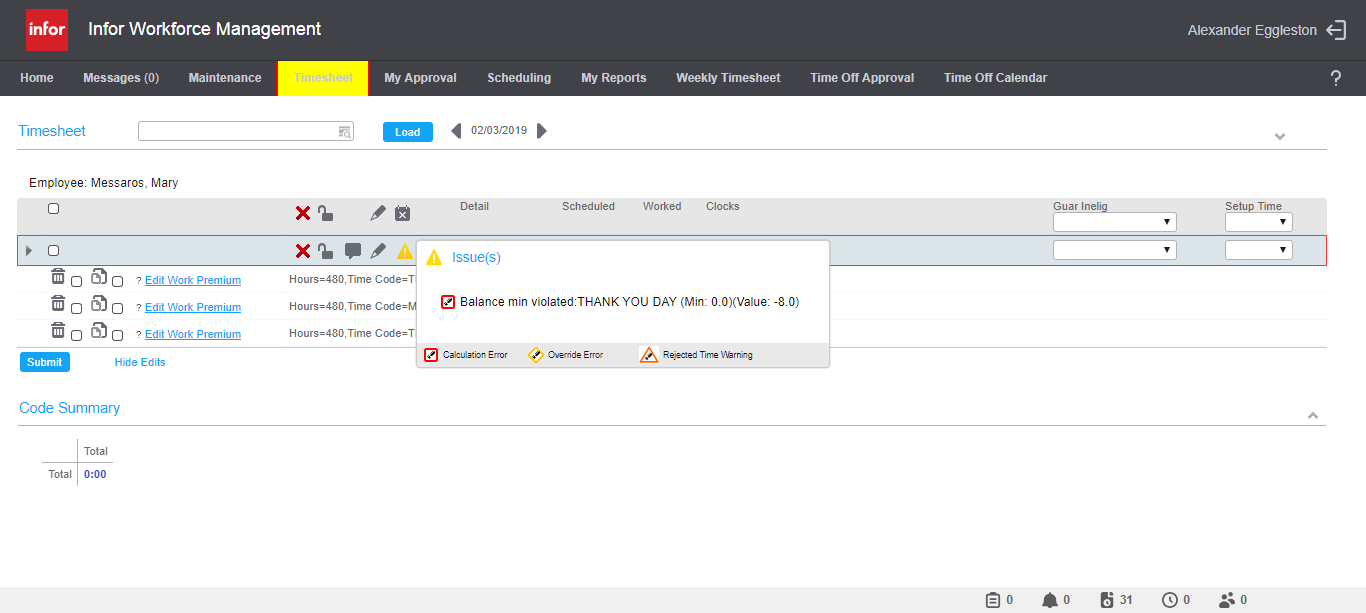 infor
Infor Workforce Management
Alexander Eggleston
Home Messages (0) Maintenance Timesheet My Approval Scheduling My Reports Weekly Timesheet Time Off Approval Time Off Calendar ?
Timesheet Load 02/03/2019
Employee: Messaros, Mary
Detail Scheduled Worked Clocks Guar Inelig Setup Time
Issue(s)
? Edit Work Premium Hours=480,Time Code=T
Balance min violated:THANK YOU DAY (Min: 0.0)(Value: -8.0)
? Edit Work Premium Hours=480,Time Code=M
? Edit Work Premium Hours=480,Time Code=T
Calculation Error Override Error Rejected Time Warning
Submit Hide Edits
Code Summary
Total
Total 0:00
0 0 31 0 0